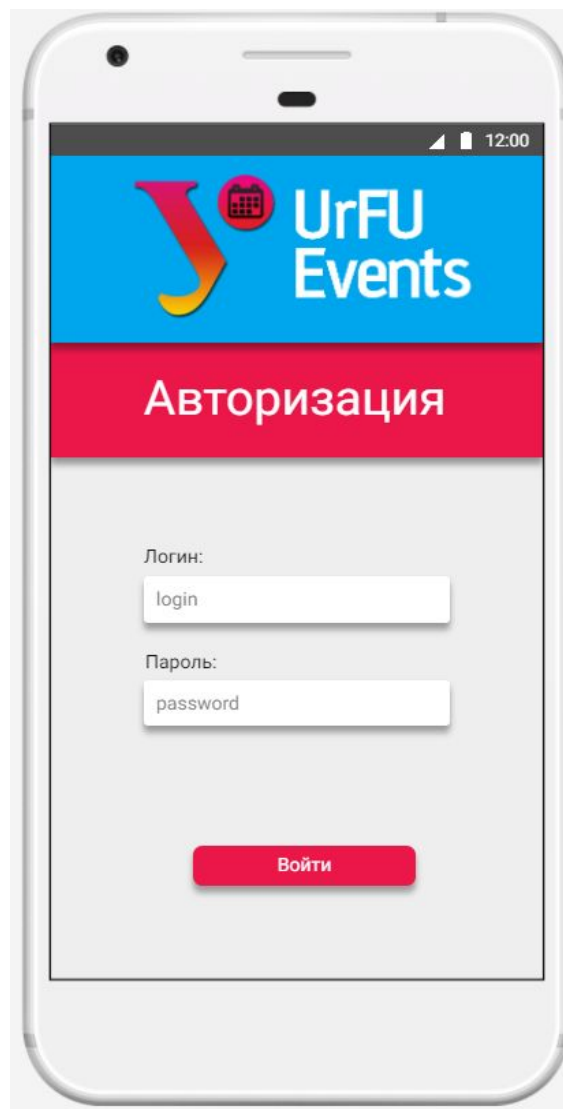 12:00
У UrFU
Events
Авторизация
Логин:
login
Пароль:
password
Войти